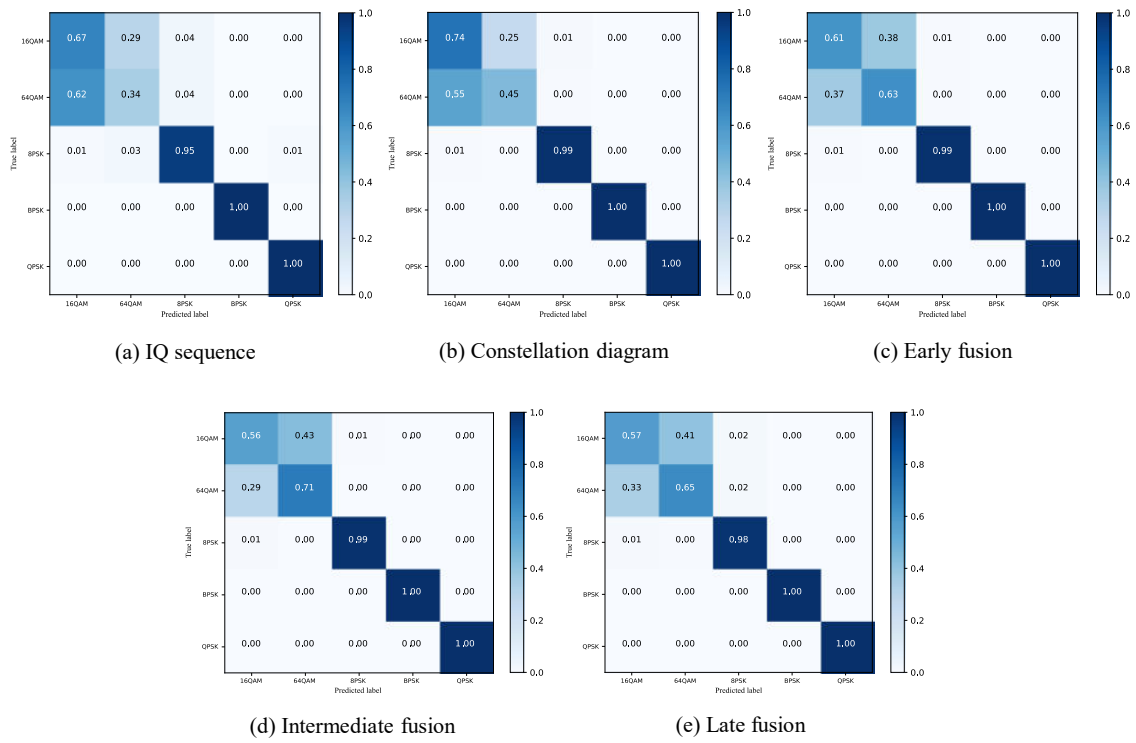 1.0
16QAM 0.67 0.29 0.04 0.00 0.00
0.8
64QAM 0.62 0.34 0.04 0.00 0.00
0.6
True label
8PSK 0.01 0.03 0.95 0.00 0.01
0.4
BPSK 0.00 0.00 0.00 1.00 0.00
0.2
QPSK 0.00 0.00 0.00 0.00 1.00
0.0
16QAM 64QAM 8PSK BPSK QPSK
Predicted label
(a) IQ sequence
1.0
16QAM 0.74 0.25 0.01 0.00 0.00
0.8
64QAM 0.55 0.45 0.00 0.00 0.00
0.6
True label
8PSK 0.01 0.00 0.99 0.00 0.00
0.4
BPSK 0.00 0.00 0.00 1.00 0.00
0.2
QPSK 0.00 0.00 0.00 0.00 1.00
0.0
16QAM 64QAM 8PSK BPSK QPSK
Predicted label
(b) Constellation diagram
1.0
16QAM 0.61 0.38 0.01 0.00 0.00
0.8
64QAM 0.37 0.63 0.00 0.00 0.00
0.6
True label
8PSK 0.01 0.00 0.99 0.00 0.00
0.4
BPSK 0.00 0.00 0.00 1.00 0.00
0.2
QPSK 0.00 0.00 0.00 0.00 1.00
0.0
16QAM 64QAM 8PSK BPSK QPSK
Predicted label
(c) Early fusion
1.0
16QAM 0.56 0.43 0.01 0.00 0.00
0.8
64QAM 0.29 0.71 0.00 0.00 0.00
0.6
True label
8PSK 0.01 0.00 0.99 0.00 0.00
0.4
BPSK 0.00 0.00 0.00 1.00 0.00
0.2
QPSK 0.00 0.00 0.00 0.00 1.00
0.0
16QAM 64QAM 8PSK BPSK QPSK
Predicted label
(d) Intermediate fusion
1.0
16QAM 0.57 0.41 0.02 0.00 0.00
0.8
64QAM 0.33 0.65 0.02 0.00 0.00
0.6
True label
8PSK 0.01 0.00 0.98 0.00 0.00
0.4
BPSK 0.00 0.00 0.00 1.00 0.00
0.2
QPSK 0.00 0.00 0.00 0.00 1.00
0.0
16QAM 64QAM 8PSK BPSK QPSK
Predicted label
(e) Late fusion